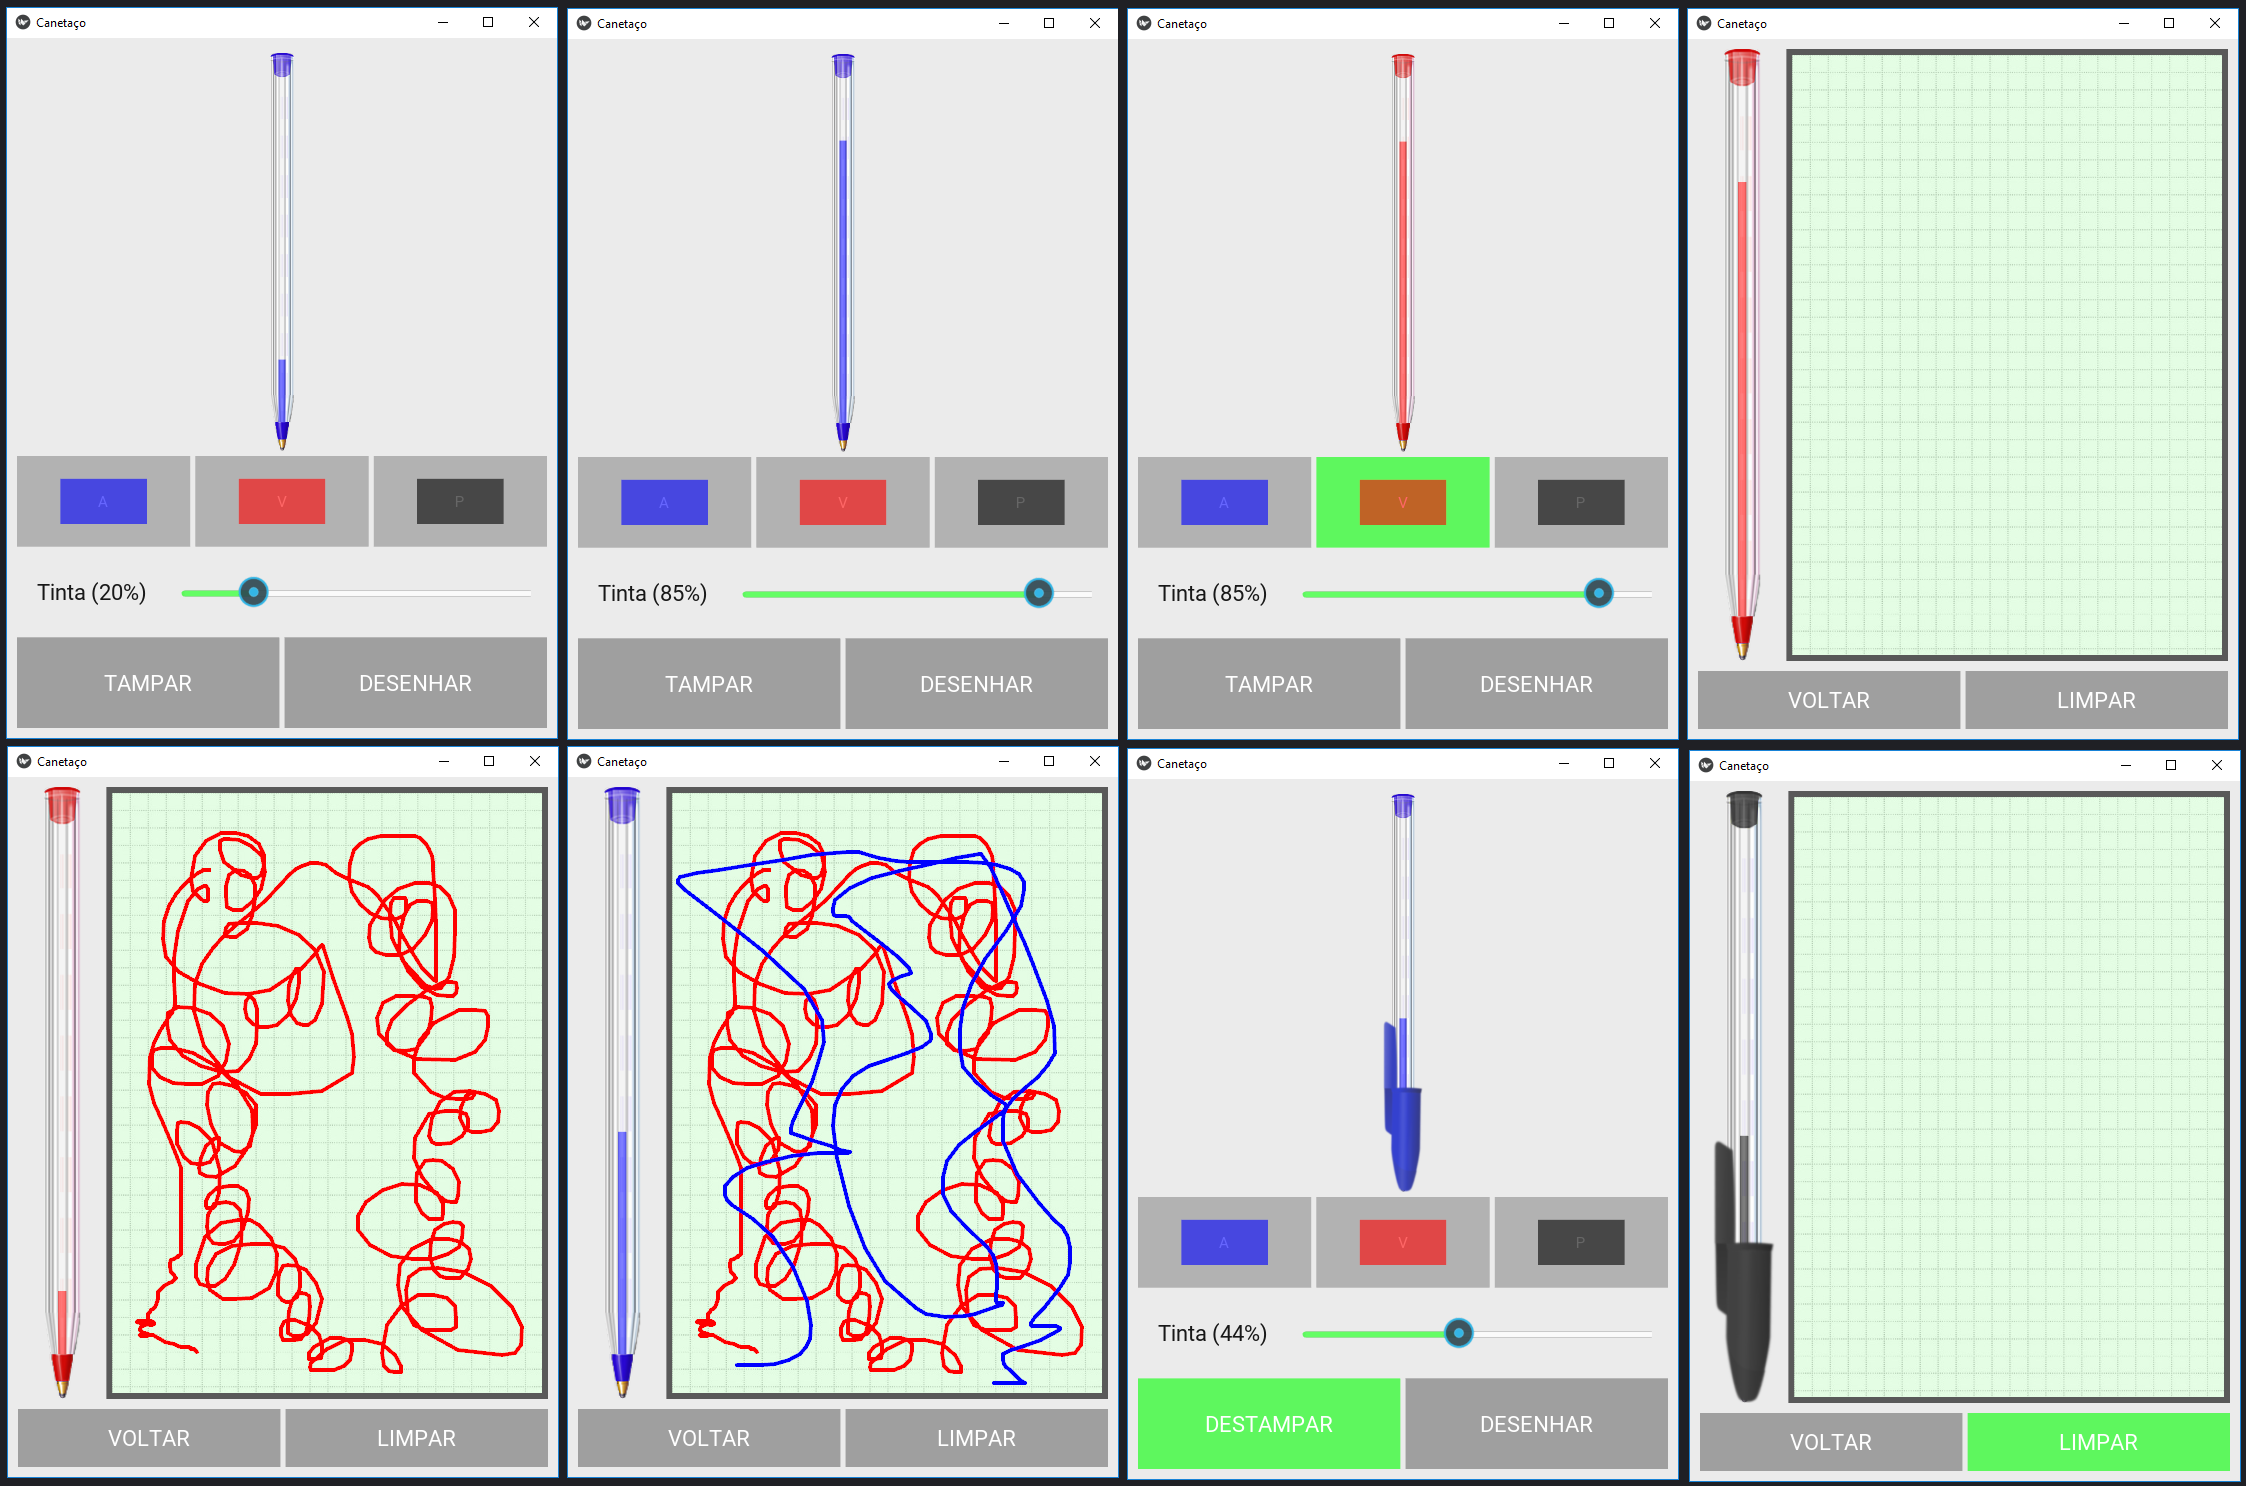 Canetaço
A V P
Tinta (20%)
TAMPAR DESENHAR
Canetaço
A V P
Tinta (85%)
TAMPAR DESENHAR
Canetaço
A V P
Tinta (85%)
TAMPAR DESENHAR
Canetaço
VOLTAR LIMPAR
Canetaço
VOLTAR LIMPAR
Canetaço
VOLTAR LIMPAR
Canetaço
A V P
Tinta (44%)
DESTAMPAR DESENHAR
Canetaço
VOLTAR LIMPAR